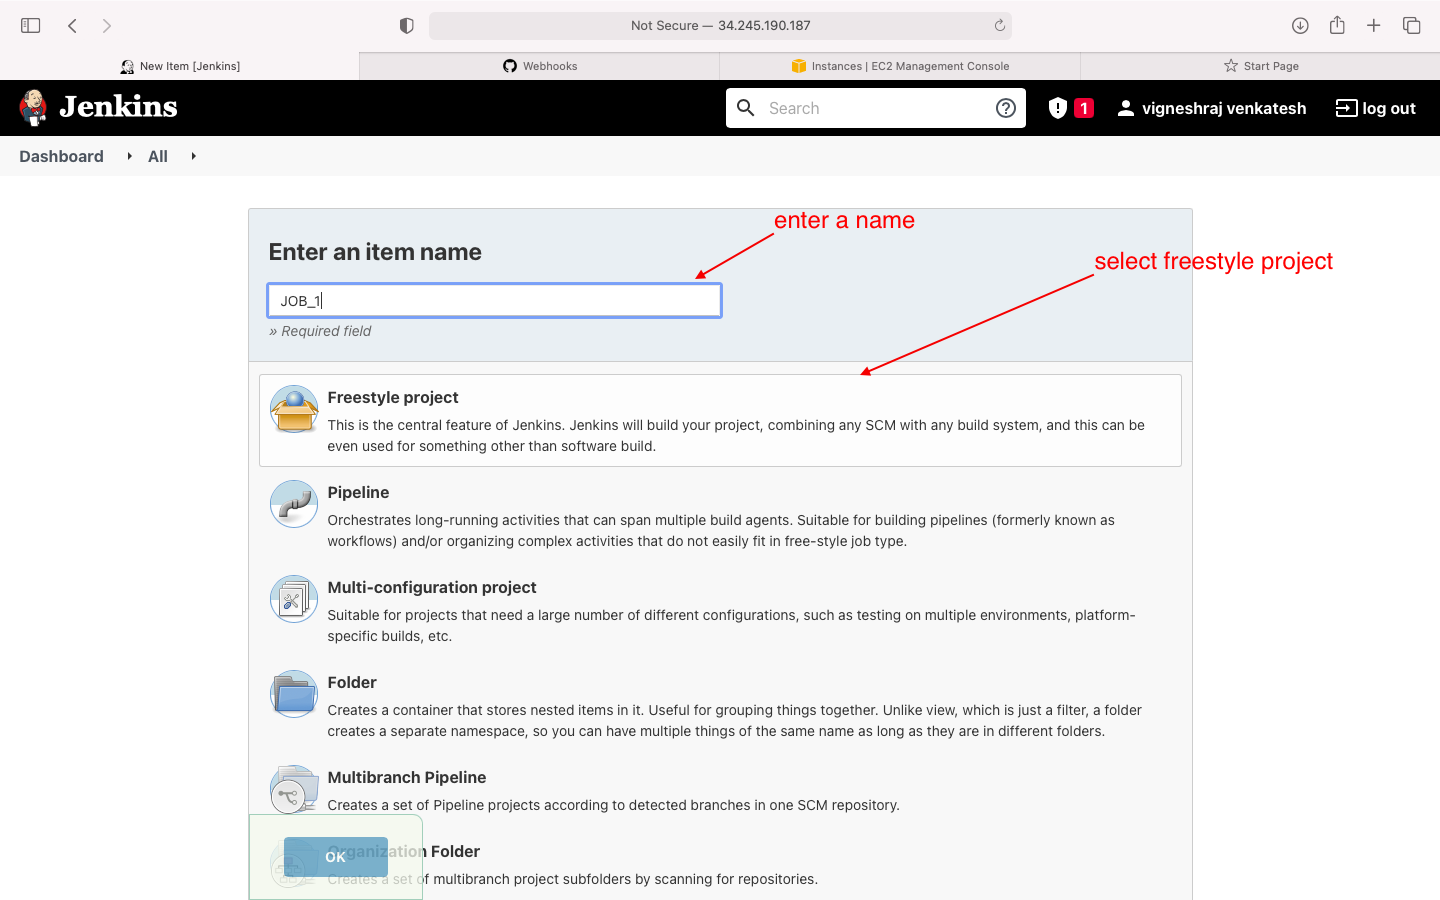 Not Secure — 34.245.190.187
New Item [Jenkins]
Webhooks
Instances | EC2 Management Console
Start Page
Jenkins
Search
1
vigneshraj venkatesh
log out
Dashboard
All
enter a name
Enter an item name
select freestyle project
JOB_1
» Required field
Freestyle project
This is the central feature of Jenkins. Jenkins will build your project, combining any SCM with any build system, and this can be
even used for something other than software build.
Pipeline
Orchestrates long-running activities that can span multiple build agents. Suitable for building pipelines (formerly known as
workflows) and/or organizing complex activities that do not easily fit in free-style job type.
Multi-configuration project
Suitable for projects that need a large number of different configurations, such as testing on multiple environments, platform-
specific builds, etc.
Folder
Creates a container that stores nested items in it. Useful for grouping things together. Unlike view, which is just a filter, a folder
creates a separate namespace, so you can have multiple things of the same name as long as they are in different folders.
Multibranch Pipeline
Creates a set of Pipeline projects according to detected branches in one SCM repository.
OK
Organization Folder
Creates a set of multibranch project subfolders by scanning for repositories.